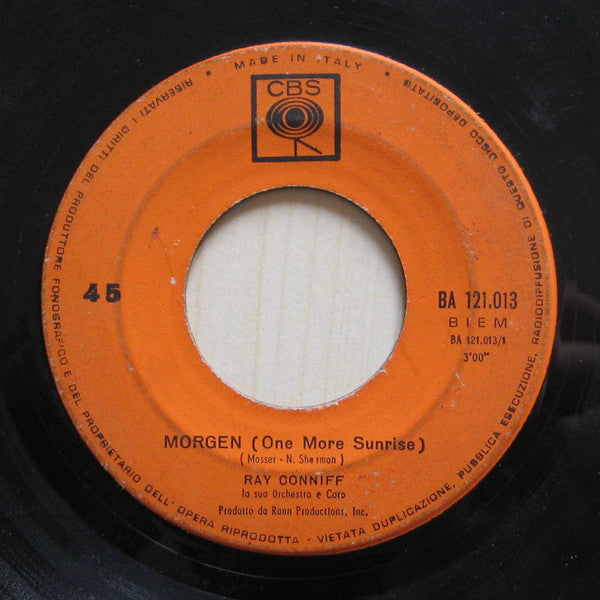 MADE IN ITALY
RISERVATI I DIRITTI DEL PRODUTTORE FONOGRAFICO E DEL PROPRIETARIO DELL'OPERA RIPRODOTTA - VIETATA DUPLICAZIONE, PUBBLICA ESECUZIONE, RADIODIFFUSIONE DI QUESTO DISCO DEPOSITATO
CBS
45
BA 121.013
BIEM
BA 121.013/1
3'00"
MORGEN (One More Sunrise)
(Mosser - N. Sherman)
RAY CONNIFF
la sua Orchestra e Coro
Prodotto da Rann Productions, Inc.